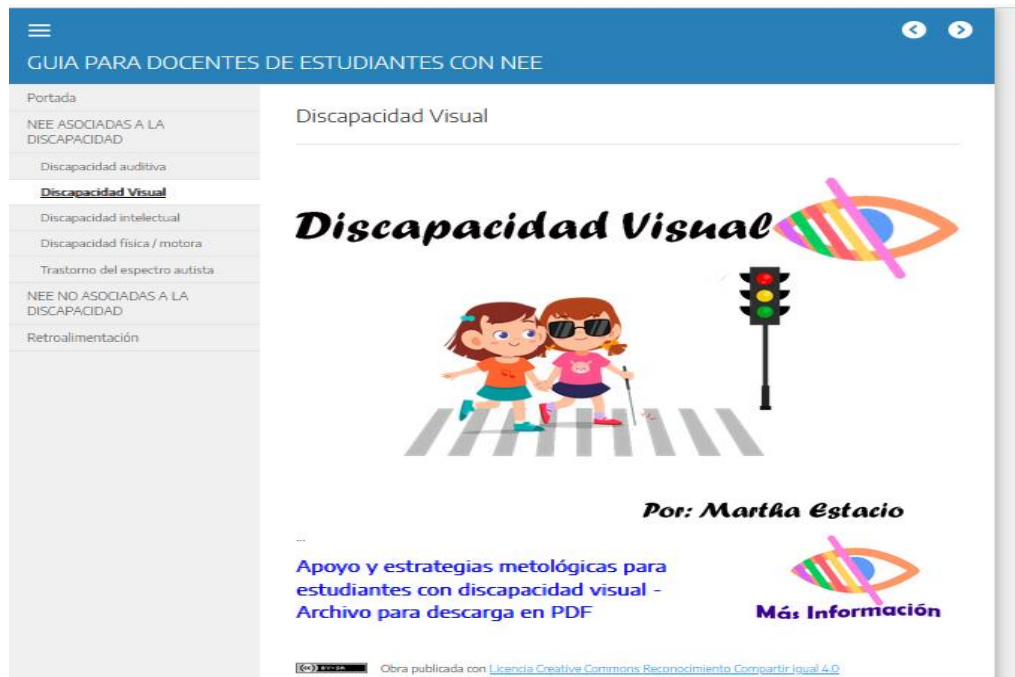 GUIA PARA DOCENTES DE ESTUDIANTES CON NEE
Portada
NEE ASOCIADAS A LA
DISCAPACIDAD
Discapacidad auditiva
Discapacidad Visual
Discapacidad intelectual
Discapacidad física / motora
Trastorno del espectro autista
NEE NO ASOCIADAS A LA
DISCAPACIDAD
Retroalimentación
Discapacidad Visual
Discapacidad Visual
Por: Martha Estacio
...
Apoyo y estrategias metológicas para
estudiantes con discapacidad visual -
Archivo para descarga en PDF
Más Información
(cc) BY-SA
Obra publicada con Licencia Creative Commons Reconocimiento Compartir igual 4.0